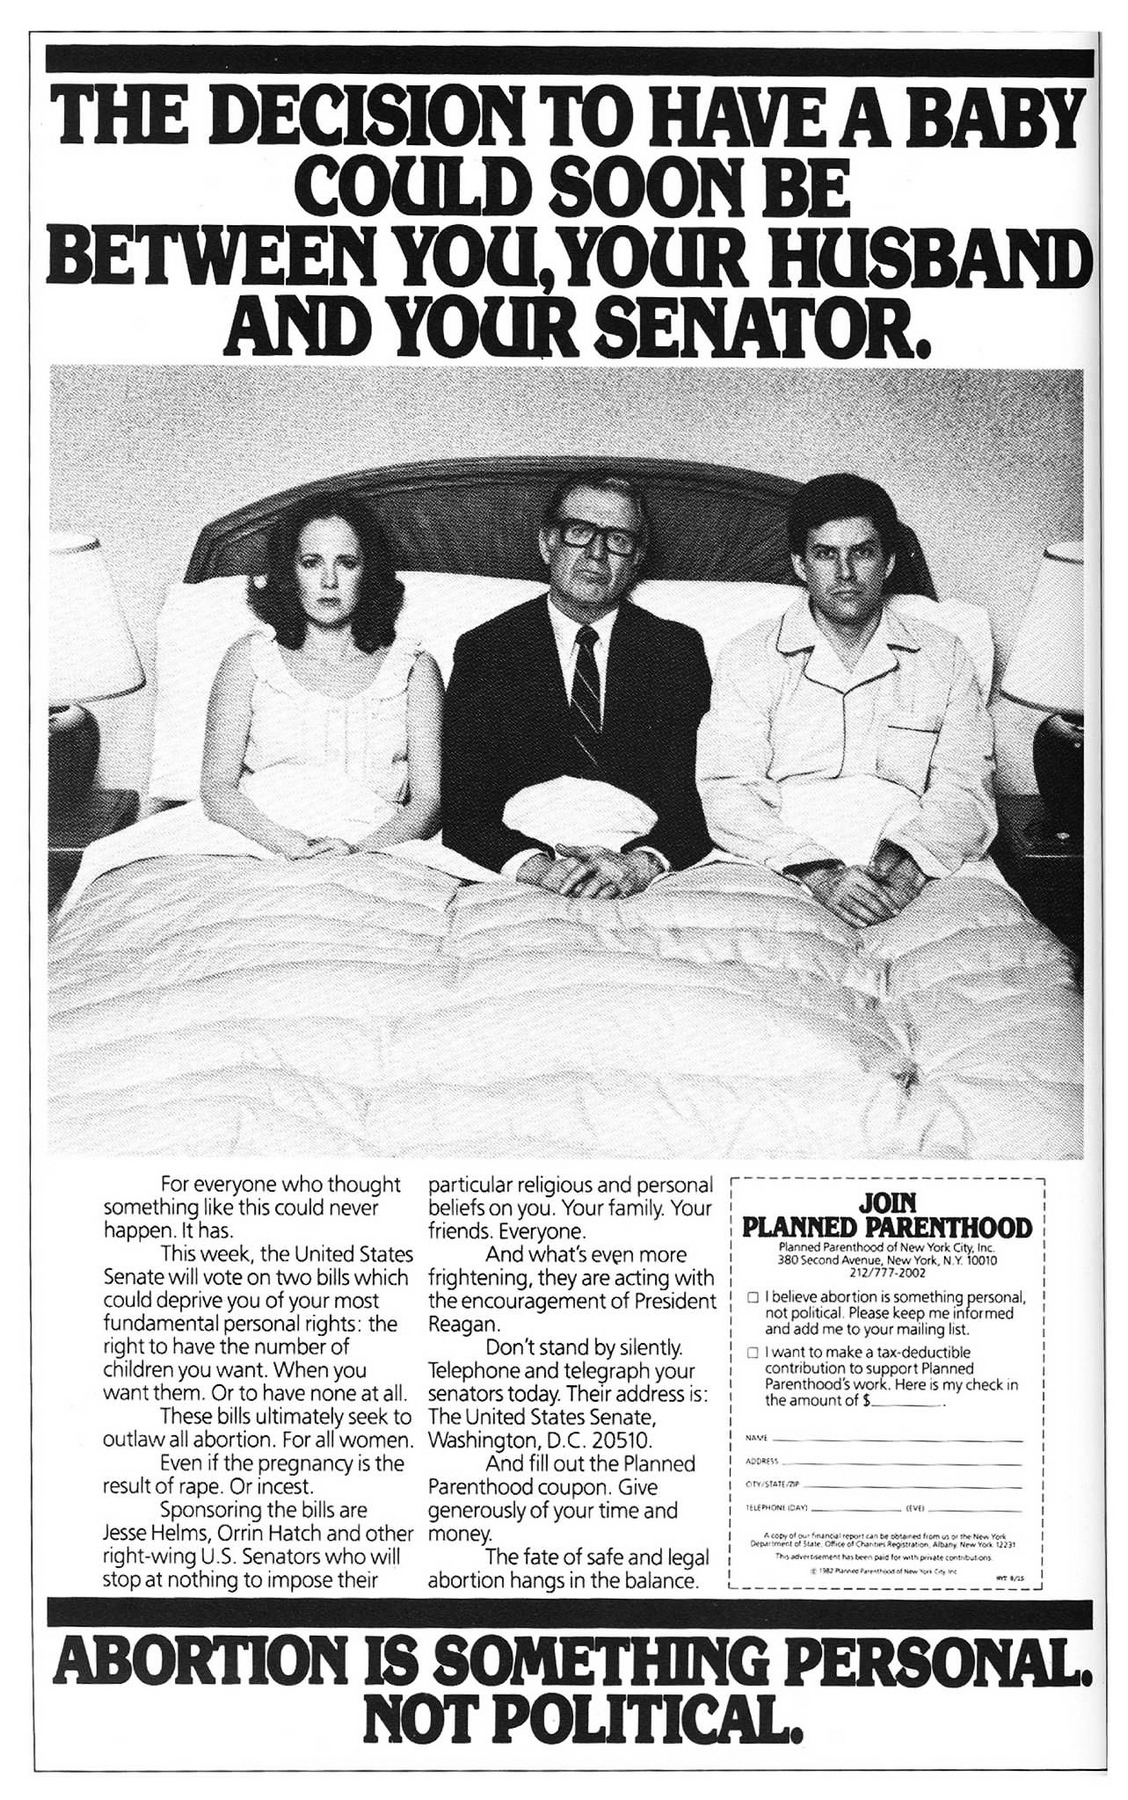 THE DECISION TO HAVE A BABY
COULD SOON BE
BETWEEN YOU, YOUR HUSBAND
AND YOUR SENATOR.
For everyone who thought
something like this could never
happen. It has.
This week, the United States
Senate will vote on two bills which
could deprive you of your most
fundamental personal rights: the
right to have the number of
children you want. When you
want them. Or to have none at all.
These bills ultimately seek to
outlaw all abortion. For all women.
Even if the pregnancy is the
result of rape. Or incest.
Sponsoring the bills are
Jesse Helms, Orrin Hatch and other
right-wing U.S. Senators who will
stop at nothing to impose their
particular religious and personal
beliefs on you. Your family. Your
friends. Everyone.
And what's even more
frightening, they are acting with
the encouragement of President
Reagan.
Don't stand by silently.
Telephone and telegraph your
senators today. Their address is:
The United States Senate,
Washington, D.C. 20510.
And fill out the Planned
Parenthood coupon. Give
generously of your time and
money.
The fate of safe and legal
abortion hangs in the balance.
JOIN
PLANNED PARENTHOOD
Planned Parenthood of New York City, Inc.
380 Second Avenue, New York, N.Y. 10010
212/777-2002
I believe abortion is something personal,
not political. Please keep me informed
and add me to your mailing list.
I want to make a tax-deductible
contribution to support Planned
Parenthood's work. Here is my check in
the amount of $________.
NAME
ADDRESS
CITY/STATE/ZIP
TELEPHONE (DAY) (EVE)
A copy of our financial report can be obtained from us or the New York
Department of State, Office of Charities Registration, Albany, New York 12231
This advertisement has been paid for with private contributions.
© 1982 Planned Parenthood of New York City, Inc.
NYT 8/15
ABORTION IS SOMETHING PERSONAL.
NOT POLITICAL.